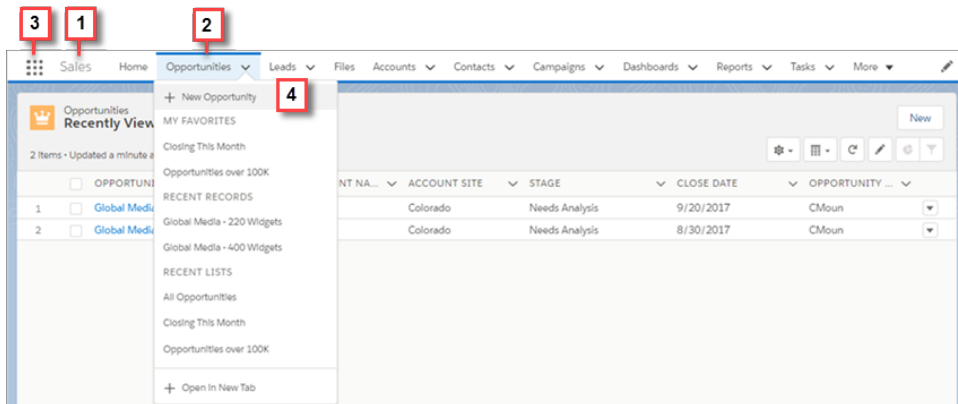 3 1 2
Sales Home Opportunities Leads Files Accounts Contacts Campaigns Dashboards Reports Tasks More
+ New Opportunity 4
Opportunities
Recently View
New
MY FAVORITES
2 items • Updated a minute a
Closing This Month
Opportunities over 100K
OPPORTUNI NT NA... ACCOUNT SITE STAGE CLOSE DATE OPPORTUNITY ...
RECENT RECORDS
1 Global Media Colorado Needs Analysis 9/20/2017 CMoun
Global Media - 220 Widgets
2 Global Media Colorado Needs Analysis 8/30/2017 CMoun
Global Media - 400 Widgets
RECENT LISTS
All Opportunities
Closing This Month
Opportunities over 100K
+ Open In New Tab